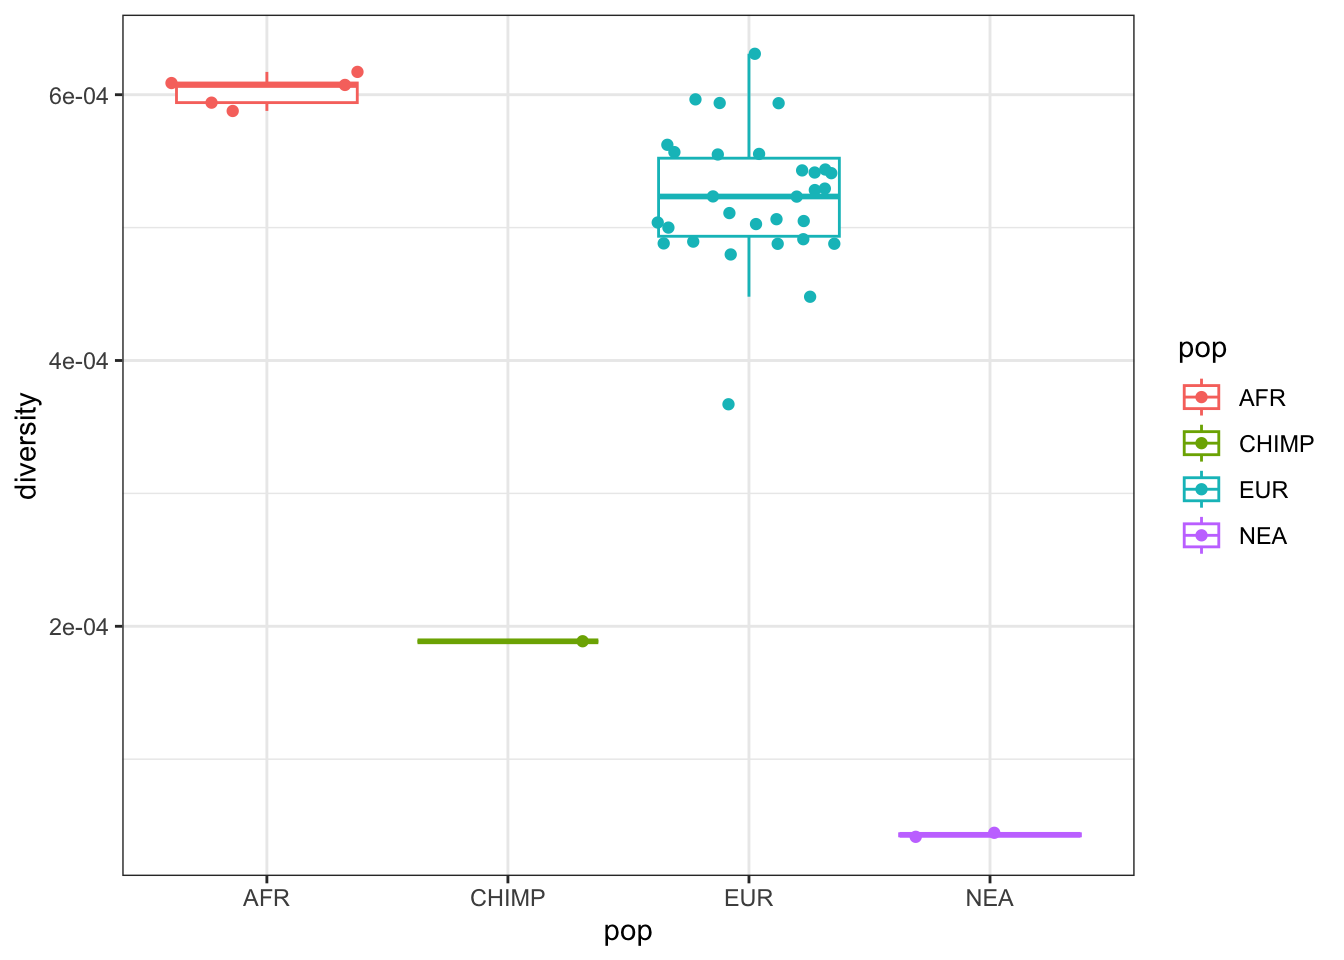 6e-04
4e-04
2e-04
diversity
AFR
CHIMP
EUR
NEA
pop
pop
AFR
CHIMP
EUR
NEA